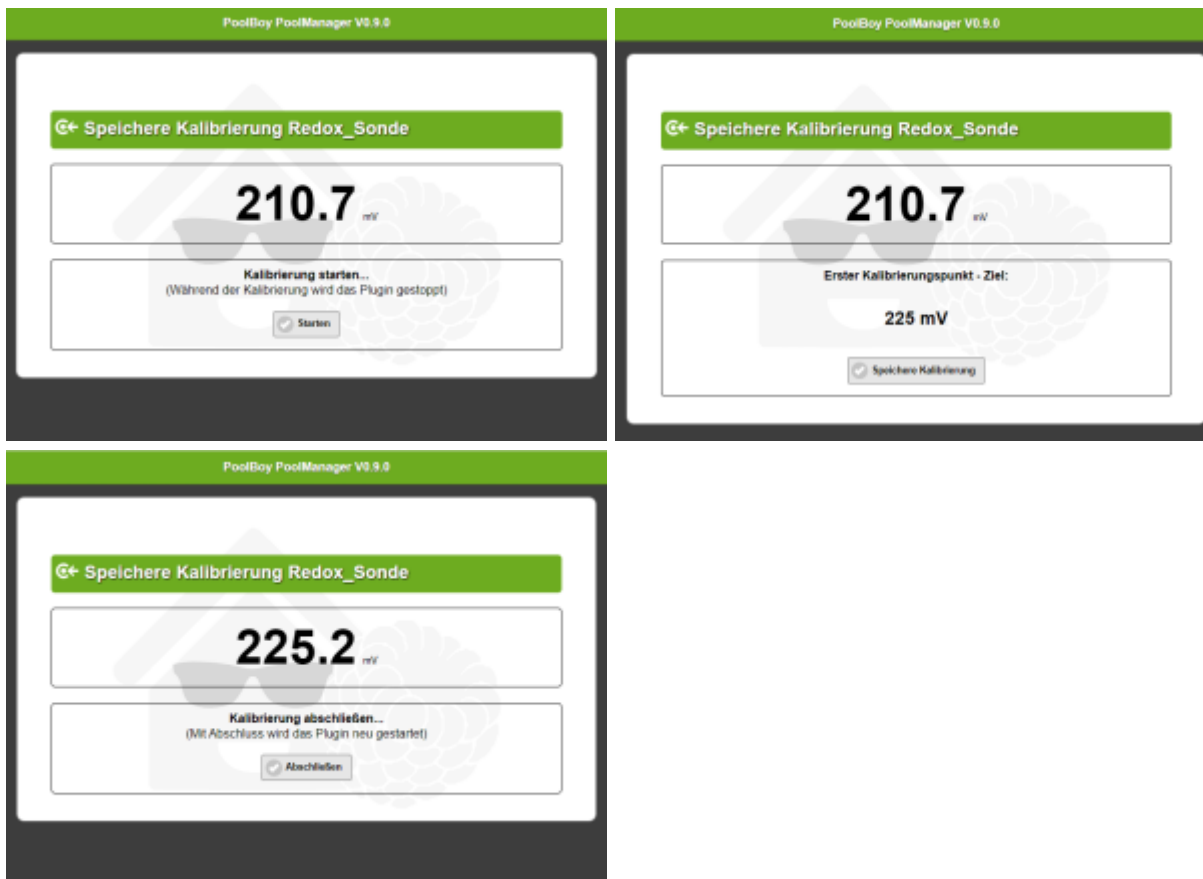 PoolBoy PoolManager V0.9.0
Speichere Kalibrierung Redox_Sonde
210.7 mV
Kalibrierung starten...
(Während der Kalibrierung wird das Plugin gestoppt)
Starten
PoolBoy PoolManager V0.9.0
Speichere Kalibrierung Redox_Sonde
210.7 mV
Erster Kalibrierungspunkt - Ziel:
225 mV
Speichere Kalibrierung
PoolBoy PoolManager V0.9.0
Speichere Kalibrierung Redox_Sonde
225.2 mV
Kalibrierung abschließen...
(Mit Abschluss wird das Plugin neu gestartet)
Abschließen